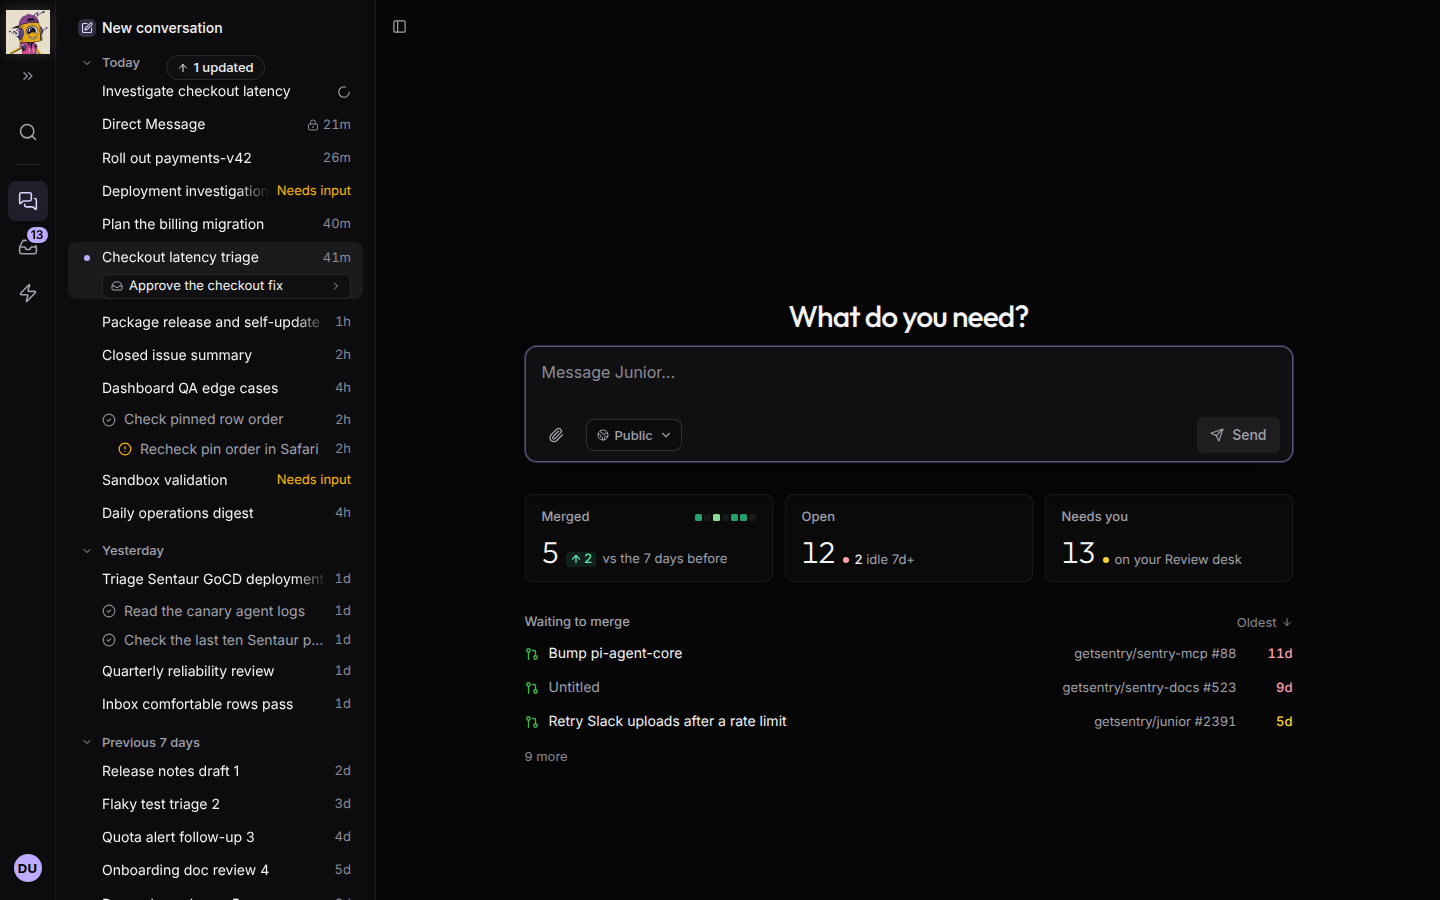 New conversation
Today
1 updated
Investigate checkout latency
Direct Message 21m
Roll out payments-v42 26m
Deployment investigation Needs input
Plan the billing migration 40m
13
Checkout latency triage 41m
Approve the checkout fix
Package release and self-update 1h
Closed issue summary 2h
Dashboard QA edge cases 4h
Check pinned row order 2h
Recheck pin order in Safari 2h
Sandbox validation Needs input
Daily operations digest 4h
Yesterday
Triage Sentaur GoCD deployment 1d
Read the canary agent logs 1d
Check the last ten Sentaur p... 1d
Quarterly reliability review 1d
Inbox comfortable rows pass 1d
Previous 7 days
Release notes draft 1 2d
Flaky test triage 2 3d
Quota alert follow-up 3 4d
Onboarding doc review 4 5d
DU
What do you need?
Message Junior...
Public
Send
Merged
5 2 vs the 7 days before
Open
12 2 idle 7d+
Needs you
13 on your Review desk
Waiting to merge Oldest
Bump pi-agent-core getsentry/sentry-mcp #88 11d
Untitled getsentry/sentry-docs #523 9d
Retry Slack uploads after a rate limit getsentry/junior #2391 5d
9 more